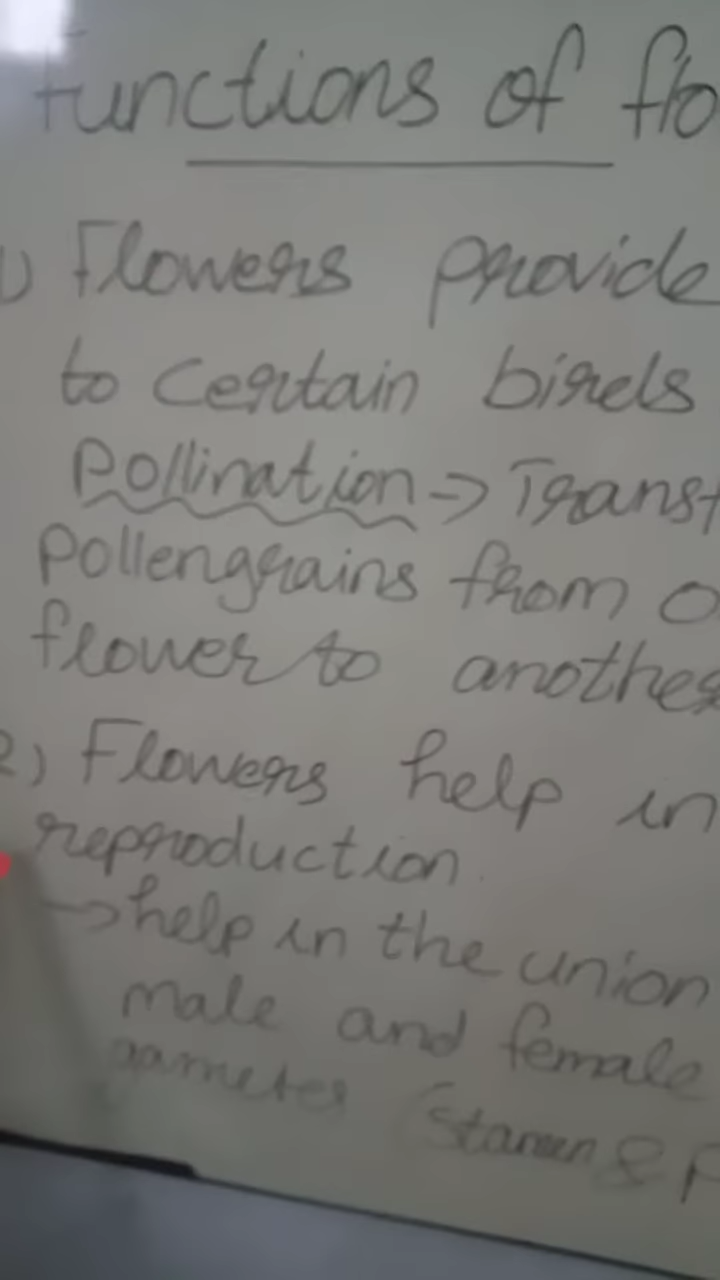 Functions of flo
1) Flowers provide
to certain birds
Pollination -> Transf
Pollengrains from o
flower to another
2) Flowers help in
reproduction
-> help in the union
male and female
gametes (Stamen & P